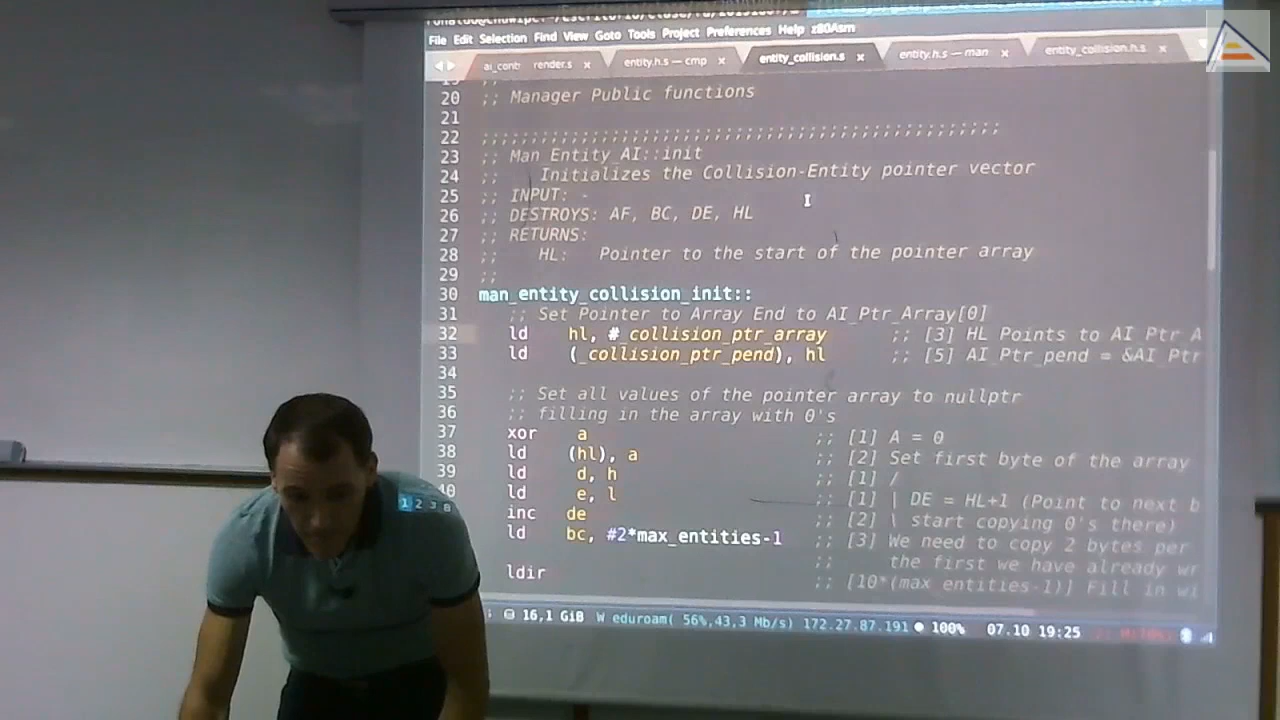 File Edit Selection Find View Goto Tools Project Preferences Help z80Asm
render.s × entity.h.s — cmp × entity_collision.s × entity.h.s — man × entity_collision.h.s ×
20 ;; Manager Public functions
21
22 ;;;;;;;;;;;;;;;;;;;;;;;;;;;;;;;;;;;;;;;;;;;;;;;;;;;;
23 ;; Man_Entity_AI::init
24 ;; Initializes the Collision-Entity pointer vector
25 ;; INPUT: -
26 ;; DESTROYS: AF, BC, DE, HL
27 ;; RETURNS:
28 ;; HL: Pointer to the start of the pointer array
29 ;;
30 man_entity_collision_init::
31 ;; Set Pointer to Array End to AI_Ptr_Array[0]
32 ld hl, #_collision_ptr_array ;; [3] HL Points to AI_Ptr_A
33 ld (_collision_ptr_pend), hl ;; [5] AI_Ptr_pend = &AI_Ptr
34
35 ;; Set all values of the pointer array to nullptr
36 ;; filling in the array with 0's
37 xor a ;; [1] A = 0
38 ld (hl), a ;; [2] Set first byte of the array
39 ld d, h ;; [1] /
40 ld e, l ;; [1] | DE = HL+1 (Point to next b
inc de ;; [2] \ start copying 0's there)
ld bc, #2*max_entities-1 ;; [3] We need to copy 2 bytes per
;; the first we have already wr
ldir ;; [10*(max_entities-1)] Fill in wi
1 2 3 8
16,1 GiB W eduroam( 56%,43,3 Mb/s) 172.27.87.191 100% 07.10 19:25